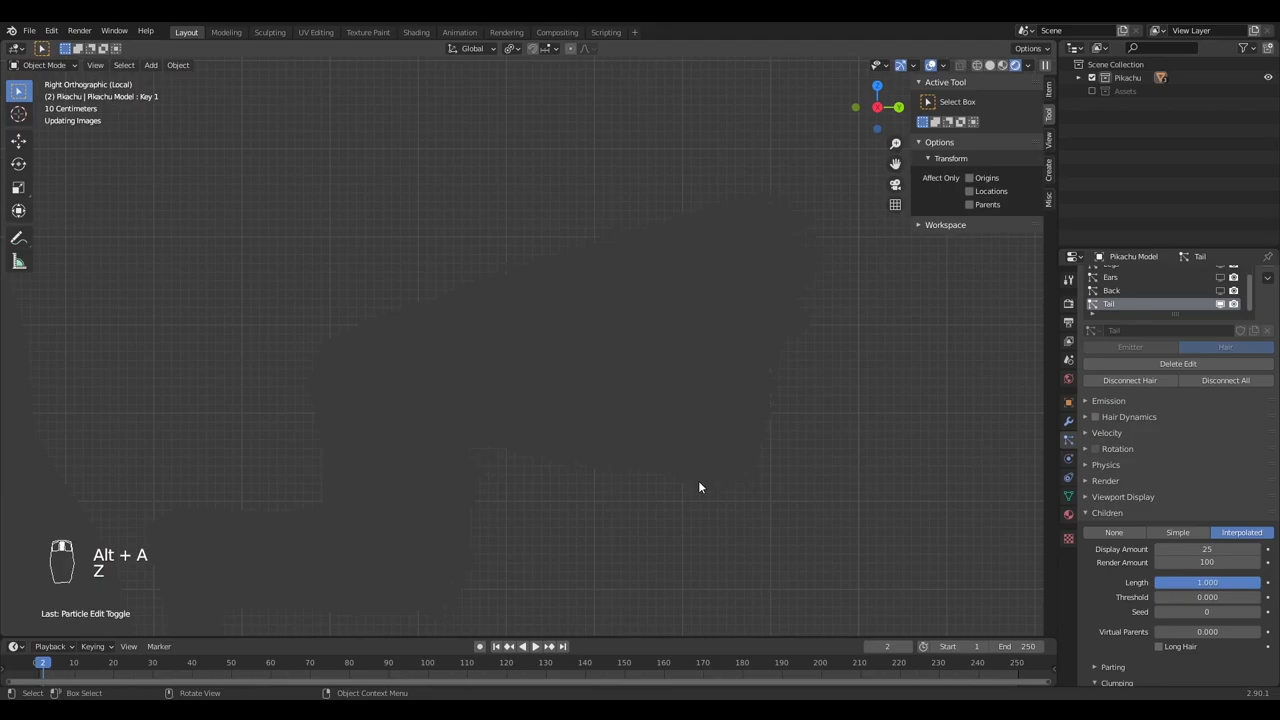 File Edit Render Window Help Layout Modeling Sculpting UV Editing Texture Paint Shading Animation Rendering Compositing Scripting + Scene View Layer
Global Options
Object Mode View Select Add Object
Right Orthographic (Local)
(2) Pikachu | Pikachu Model : Key 1
10 Centimeters
Updating Images
Active Tool
Select Box
Options
Transform
Affect Only Origins
Locations
Parents
Workspace
Item
Tool
View
Create
Misc
Scene Collection
Pikachu
Assets
Pikachu Model Tail
Ears
Back
Tail
Tail
Emitter Hair
Delete Edit
Disconnect Hair Disconnect All
Emission
Hair Dynamics
Velocity
Rotation
Physics
Render
Viewport Display
Children
None Simple Interpolated
Display Amount 25
Render Amount 100
Length 1.000
Threshold 0.000
Seed 0
Virtual Parents 0.000
Long Hair
Parting
Clumping
Alt + A
Z
Last: Particle Edit Toggle
Playback Keying View Marker 2 Start 1 End 250
2 10 20 30 40 50 60 70 80 90 100 110 120 130 140 150 160 170 180 190 200 210 220 230 240 250
Select Box Select Rotate View Object Context Menu 2.90.1